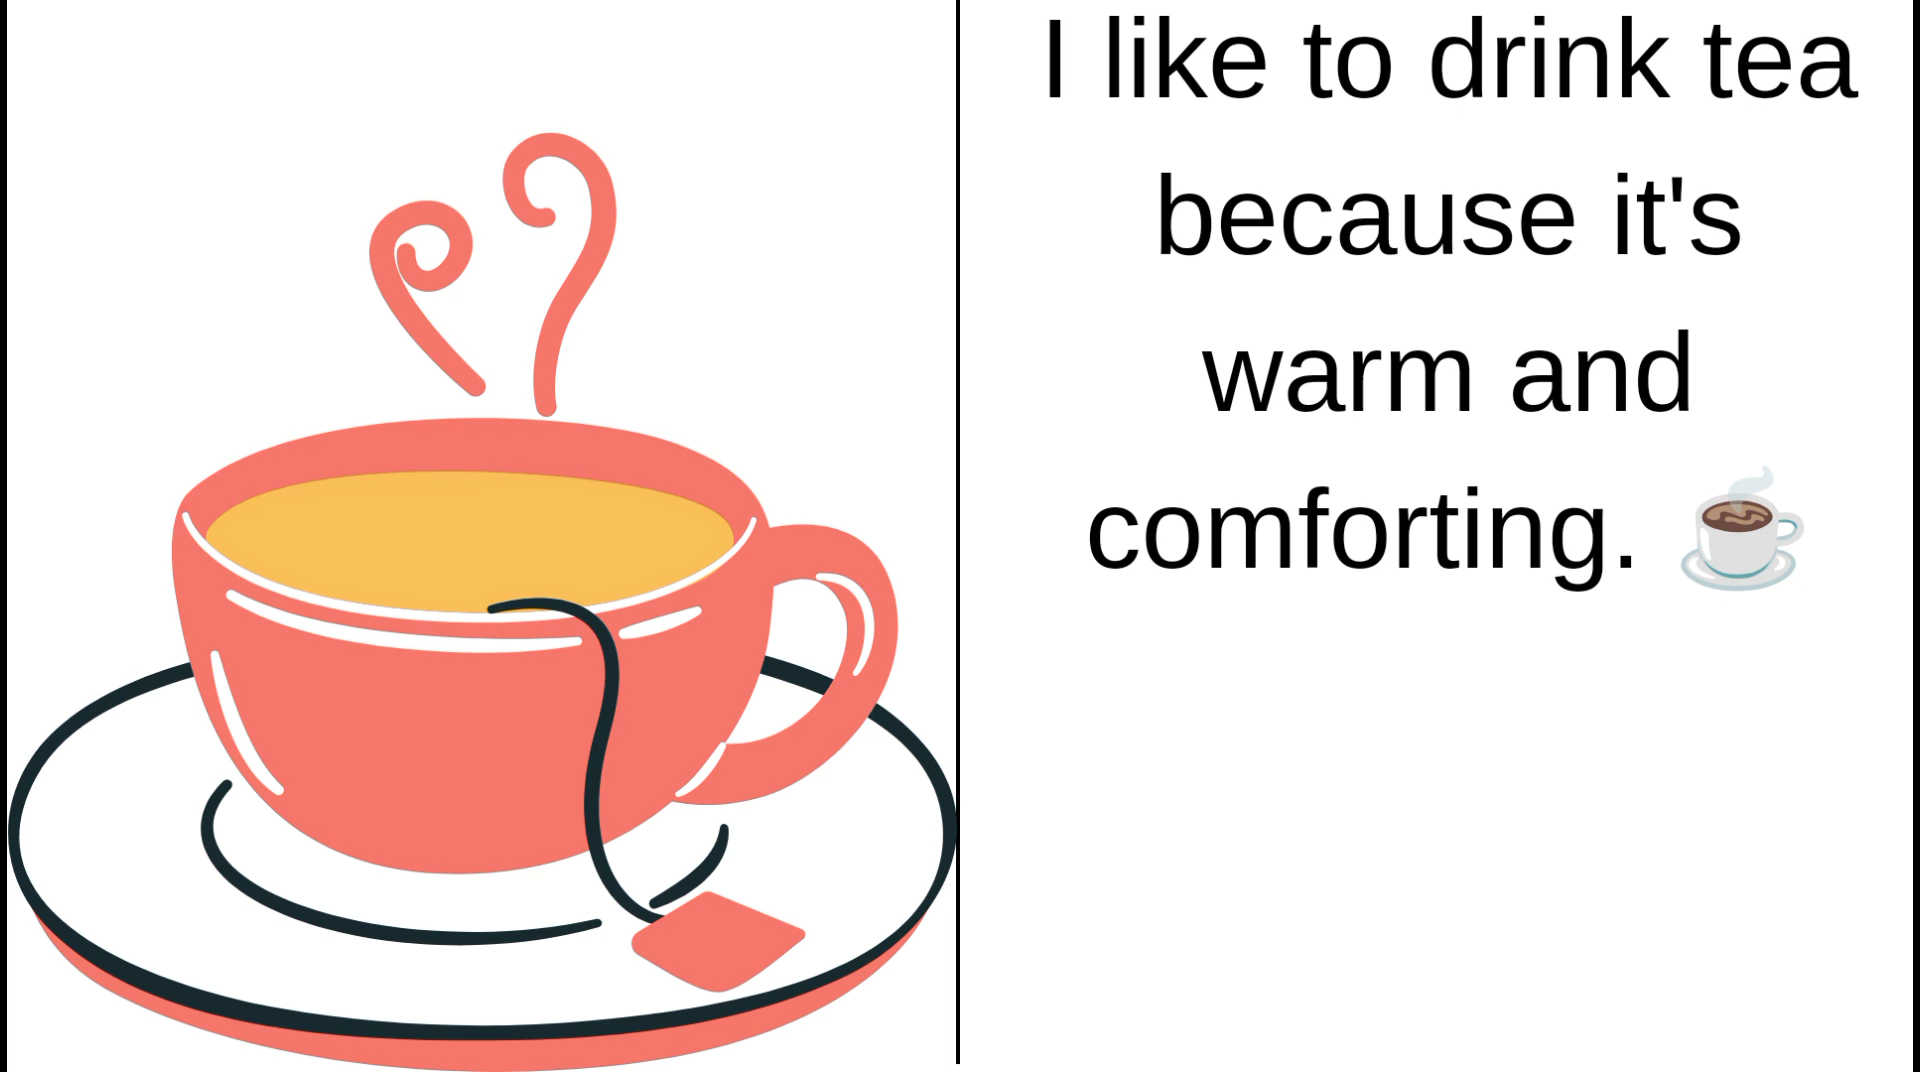 I like to drink tea
because it's
warm and
comforting. ☕